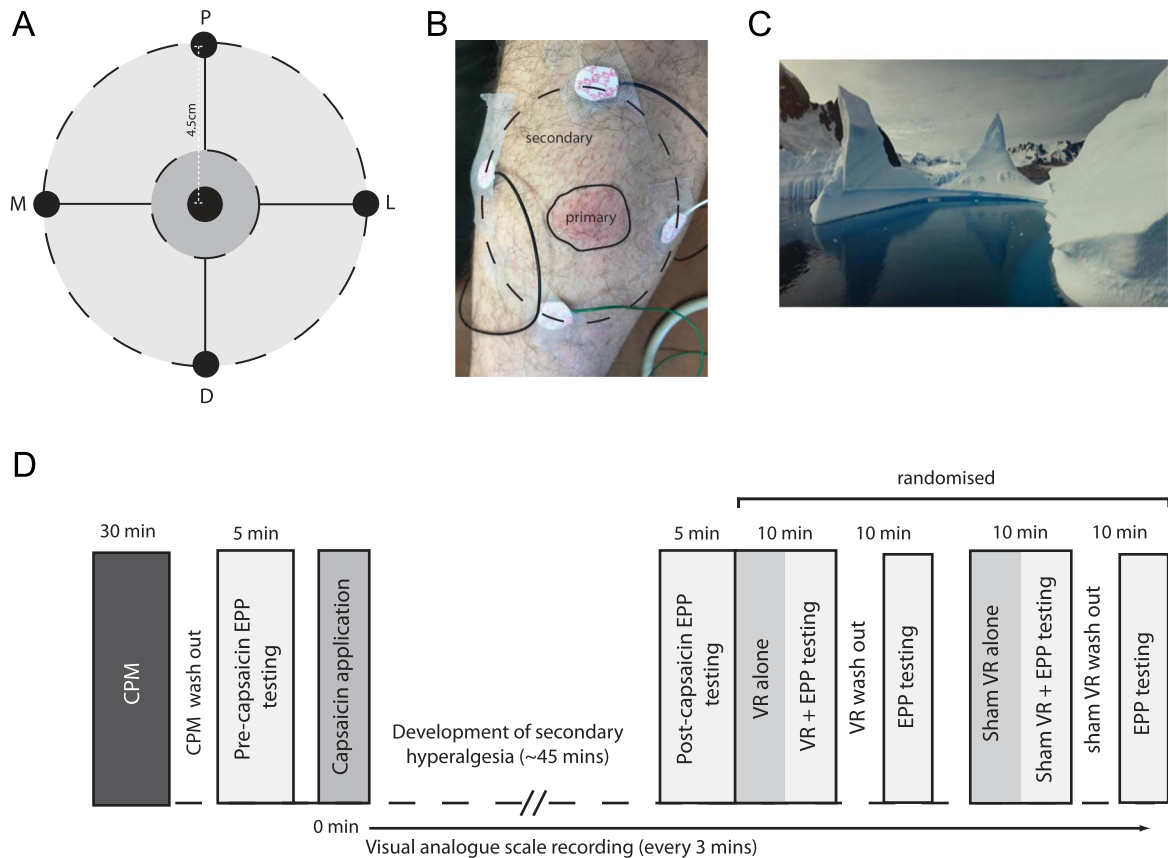 A
P
4.5cm
M
L
D
B
secondary
primary
C
D
randomised
30 min
5 min
5 min
10 min
10 min
10 min
10 min
CPM
CPM wash out
Pre-capsaicin EPP
testing
Capsaicin application
Development of secondary
hyperalgesia (~45 mins)
Post-capsaicin EPP
testing
VR alone
VR + EPP testing
VR wash out
EPP testing
Sham VR alone
Sham VR + EPP testing
sham VR wash out
EPP testing
0 min
Visual analogue scale recording (every 3 mins)